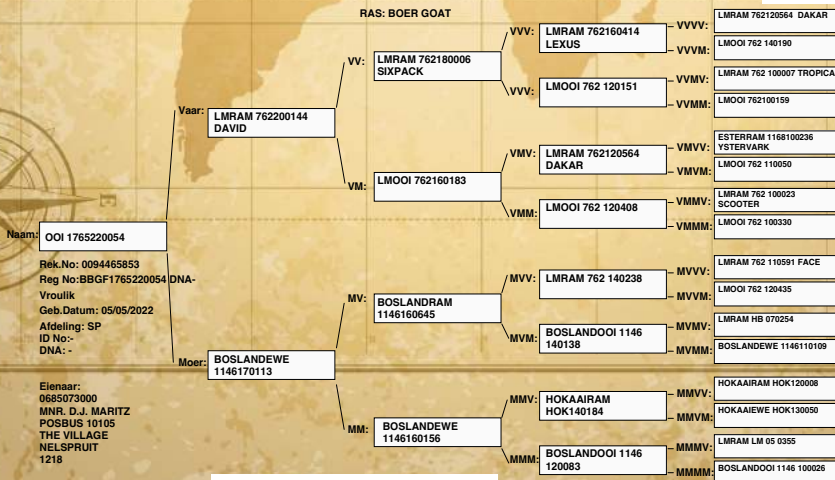 RAS: BOER GOAT
Naam:
OOI 1765220054
Rek.No: 0094465853
Reg No:BBGF1765220054 DNA-
Vroulik
Geb.Datum: 05/05/2022
Afdeling: SP
ID No:-
DNA: -
Eienaar:
0685073000
MNR. D.J. MARITZ
POSBUS 10105
THE VILLAGE
NELSPRUIT
1218
Vaar:
LMRAM 762200144
DAVID
Moer:
BOSLANDEWE
1146170113
VV:
LMRAM 762180006
SIXPACK
VM:
LMOOI 762160183
MV:
BOSLANDRAM
1146160645
MM:
BOSLANDEWE
1146160156
VVV:
LMRAM 762160414
LEXUS
VVV:
LMOOI 762 120151
VMV:
LMRAM 762120564
DAKAR
VMM:
LMOOI 762 120408
MVV:
LMRAM 762 140238
MVM:
BOSLANDOOI 1146
140138
MMV:
HOKAAIRAM
HOK140184
MMM:
BOSLANDOOI 1146
120083
VVVV:
LMRAM 762120564 DAKAR
VVVM:
LMOOI 762 140190
VVMV:
LMRAM 762 100007 TROPICA
VVMM:
LMOOI 762100159
VMVV:
ESTERRAM 1168100236
YSTERVARK
VMVM:
LMOOI 762 110050
VMMV:
LMRAM 762 100023
SCOOTER
VMMM:
LMOOI 762 100330
MVVV:
LMRAM 762 110591 FACE
MVVM:
LMOOI 762 120435
MVMV:
LMRAM HB 070254
MVMM:
BOSLANDEWE 1146110109
MMVV:
HOKAAIRAM HOK120008
MMVM:
HOKAAIEWE HOK130050
MMMV:
LMRAM LM 05 0355
MMMM:
BOSLANDOOI 1146 100026